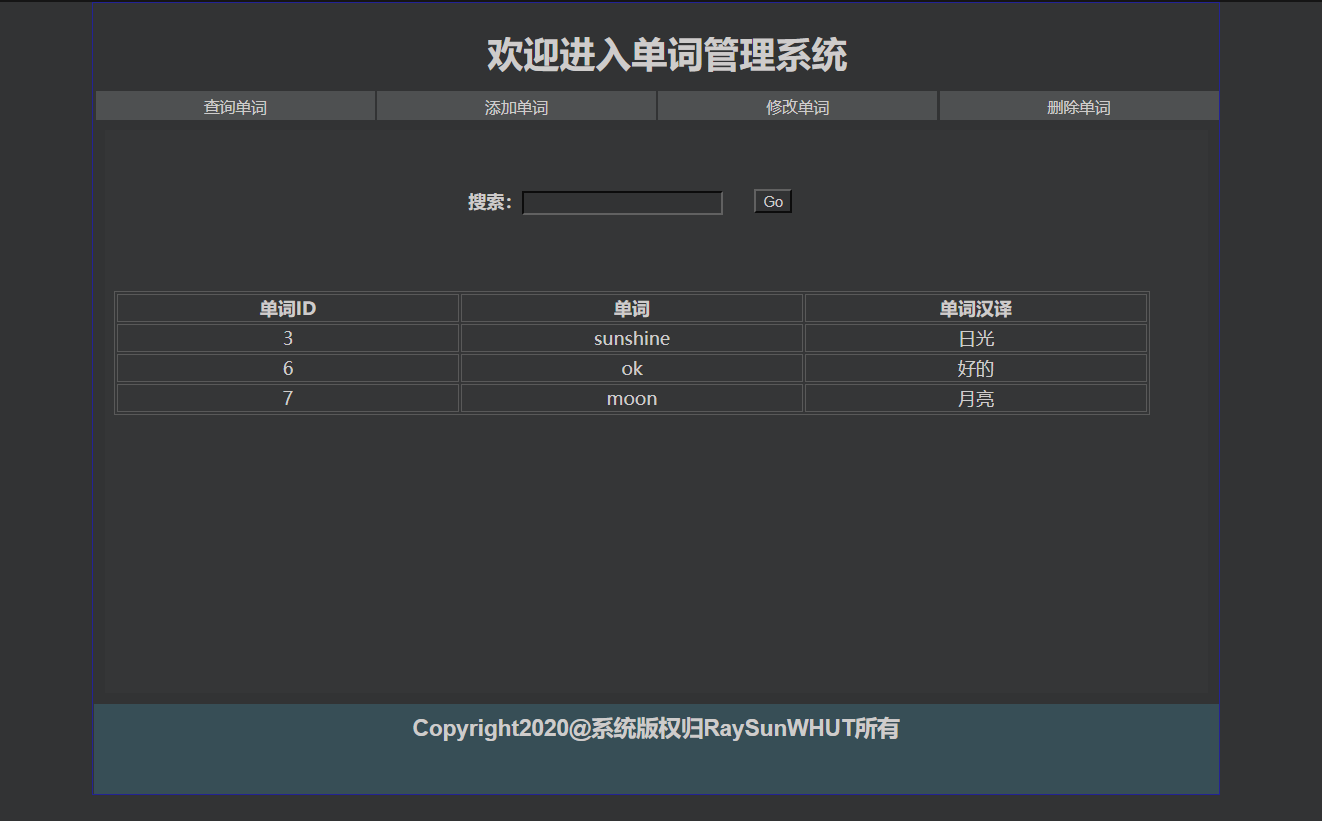 欢迎进入单词管理系统
查询单词 添加单词 修改单词 删除单词
搜索： Go
单词ID 单词 单词汉译
3 sunshine 日光
6 ok 好的
7 moon 月亮
Copyright2020@系统版权归RaySunWHUT所有